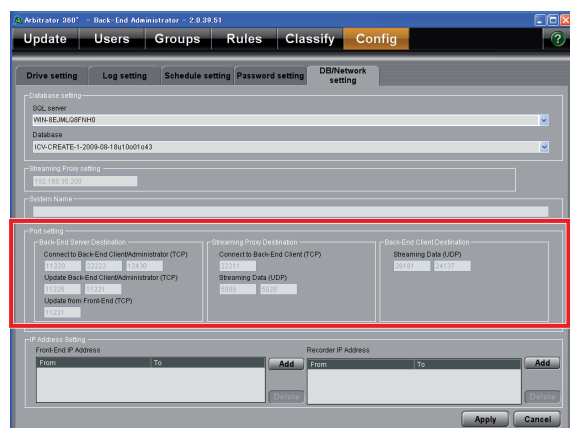 Arbitrator 360° - Back-End Administrator - 2.0.39.51
Update Users Groups Rules Classify Config ?
Drive setting Log setting Schedule setting Password setting DB/Network setting
Database setting
SQL server
WIN-8EJMLQ8FNH0
Database
ICV-CREATE-1-2009-08-18u10o01o43
Streaming Proxy setting
192.168.30.200
System Name
Port setting
Back-End Server Destination
Connect to Back-End Client/Administrator (TCP)
11220 22222 12430
Update Back-End Client/Administrator (TCP)
11228 11221
Update from Front-End (TCP)
11221
Streaming Proxy Destination
Connect to Back-End Client (TCP)
22211
Streaming Data (UDP)
5008 5028
Back-End Client Destination
Streaming Data (UDP)
26181 24137
IP Address Setting
Front-End IP Address
From To
Add
Delete
Recorder IP Address
From To
Add
Delete
Apply Cancel